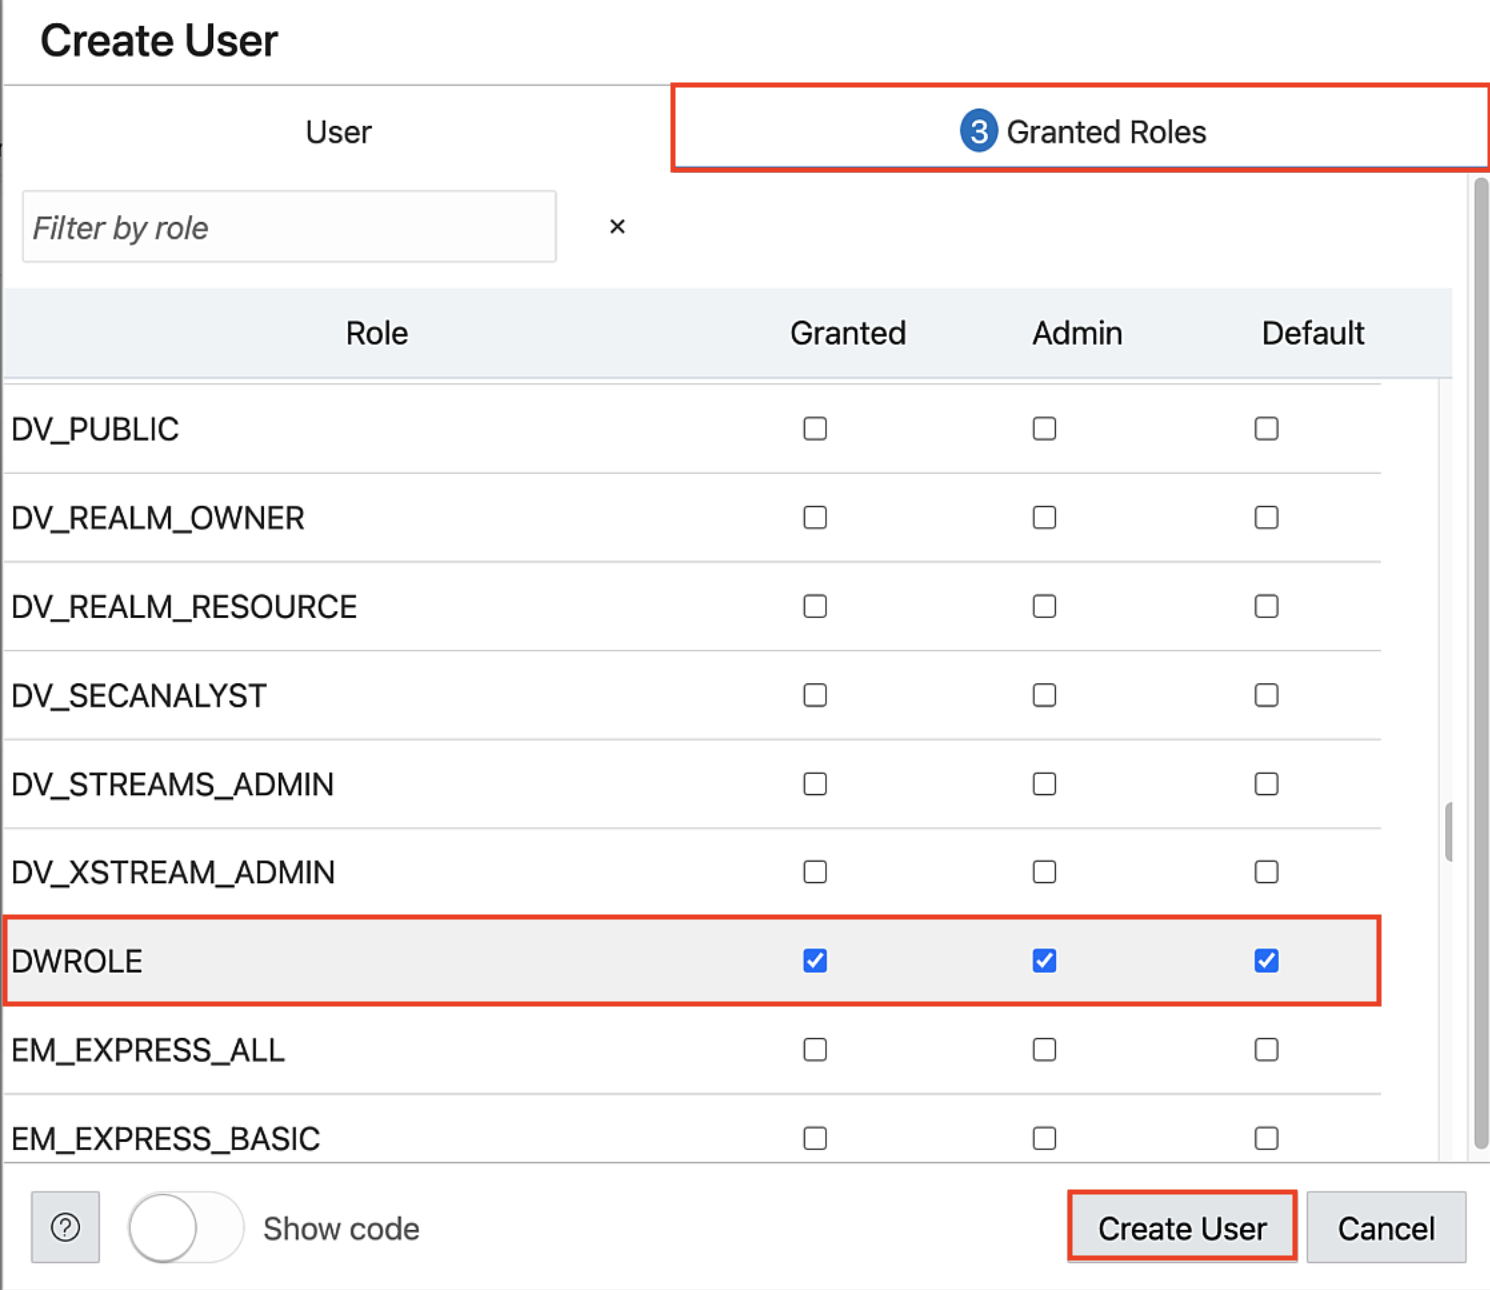 Create User
User
3 Granted Roles
Filter by role ×
Role Granted Admin Default
DV_PUBLIC
DV_REALM_OWNER
DV_REALM_RESOURCE
DV_SECANALYST
DV_STREAMS_ADMIN
DV_XSTREAM_ADMIN
DWROLE
EM_EXPRESS_ALL
EM_EXPRESS_BASIC
? Show code Create User Cancel